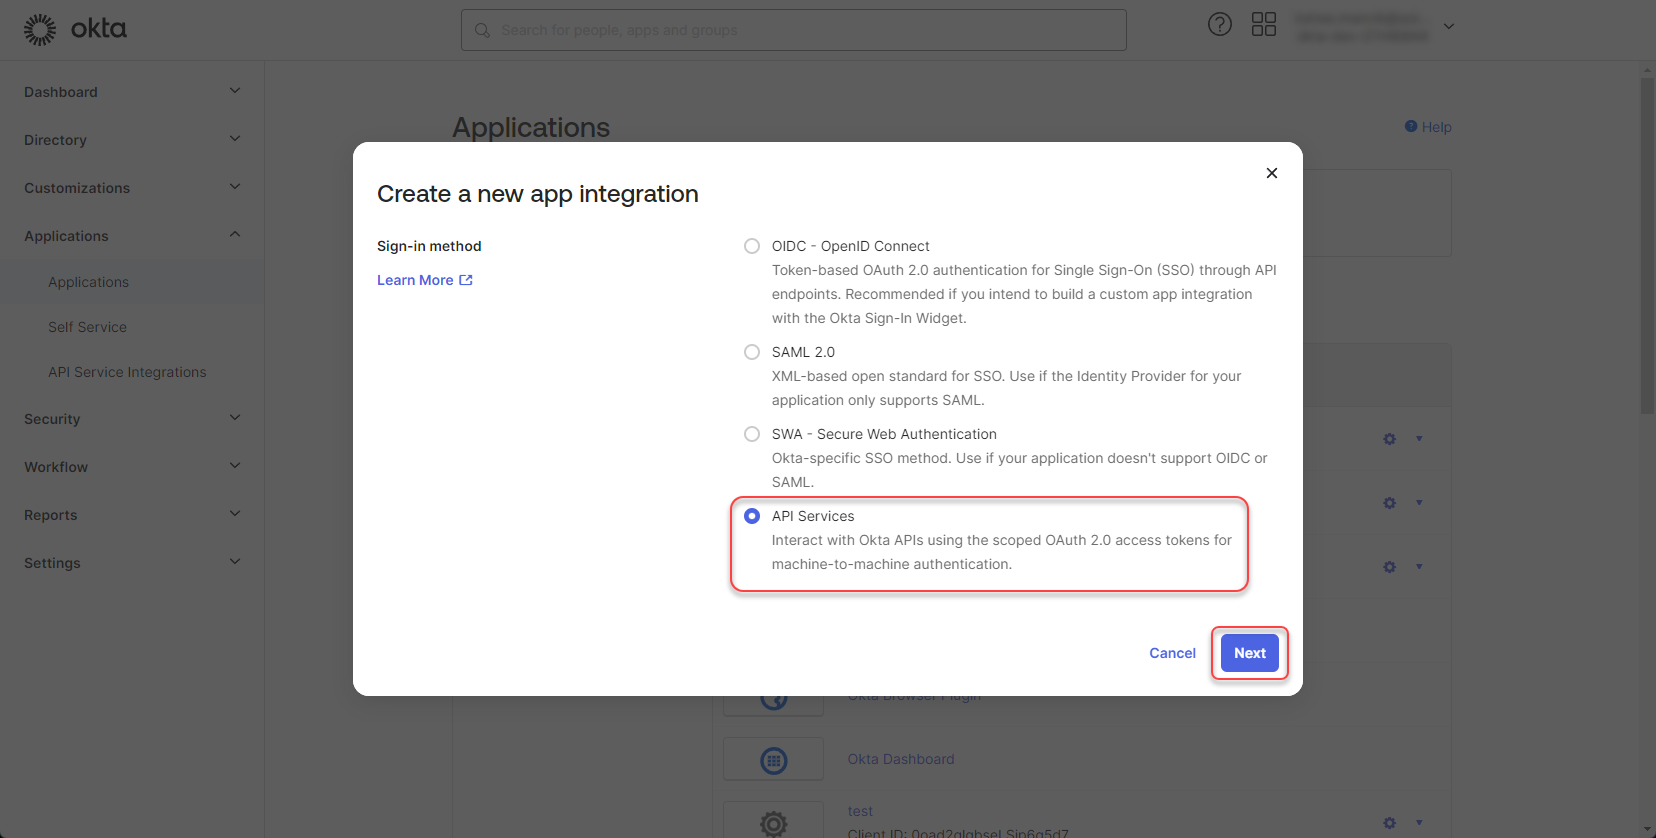 okta
Search for people, apps and groups
Dashboard
Directory
Customizations
Applications
Applications
Self Service
API Service Integrations
Security
Workflow
Reports
Settings
Applications
Help
Create a new app integration
Sign-in method
Learn More
OIDC - OpenID Connect
Token-based OAuth 2.0 authentication for Single Sign-On (SSO) through API
endpoints. Recommended if you intend to build a custom app integration
with the Okta Sign-In Widget.
SAML 2.0
XML-based open standard for SSO. Use if the Identity Provider for your
application only supports SAML.
SWA - Secure Web Authentication
Okta-specific SSO method. Use if your application doesn't support OIDC or
SAML.
API Services
Interact with Okta APIs using the scoped OAuth 2.0 access tokens for
machine-to-machine authentication.
Cancel
Next
Okta Browser Plugin
Okta Dashboard
test
Client ID: